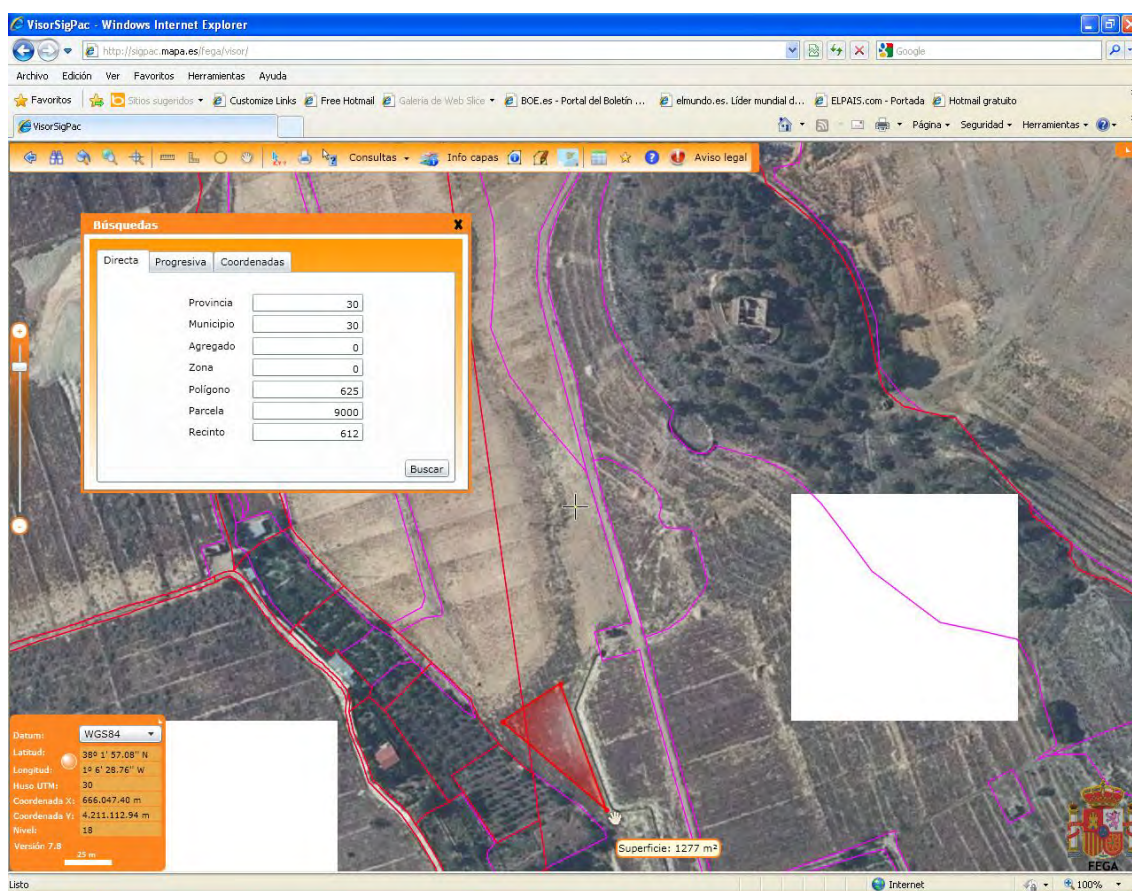 VisorSigPac - Windows Internet Explorer
http://sigpac.mapa.es/fega/visor/
Google
Archivo Edición Ver Favoritos Herramientas Ayuda
Favoritos Sitios sugeridos Customize Links Free Hotmail Galería de Web Slice BOE.es - Portal del Boletín ... elmundo.es. Líder mundial d... ELPAIS.com - Portada Hotmail gratuito
VisorSigPac Página Seguridad Herramientas
Consultas Info capas Aviso legal
Búsquedas
Directa Progresiva Coordenadas
Provincia 30
Municipio 30
Agregado 0
Zona 0
Polígono 625
Parcela 9000
Recinto 612
Buscar
Datum: WGS84
Latitud: 38º 1' 57.08'' N
Longitud: 1º 6' 28.76'' W
Huso UTM: 30
Coordenada X: 666.047.40 m
Coordenada Y: 4.211.112.94 m
Nivel: 18
Versión 7.8
25 m
Superficie: 1277 m²
FEGA
Listo Internet 100%